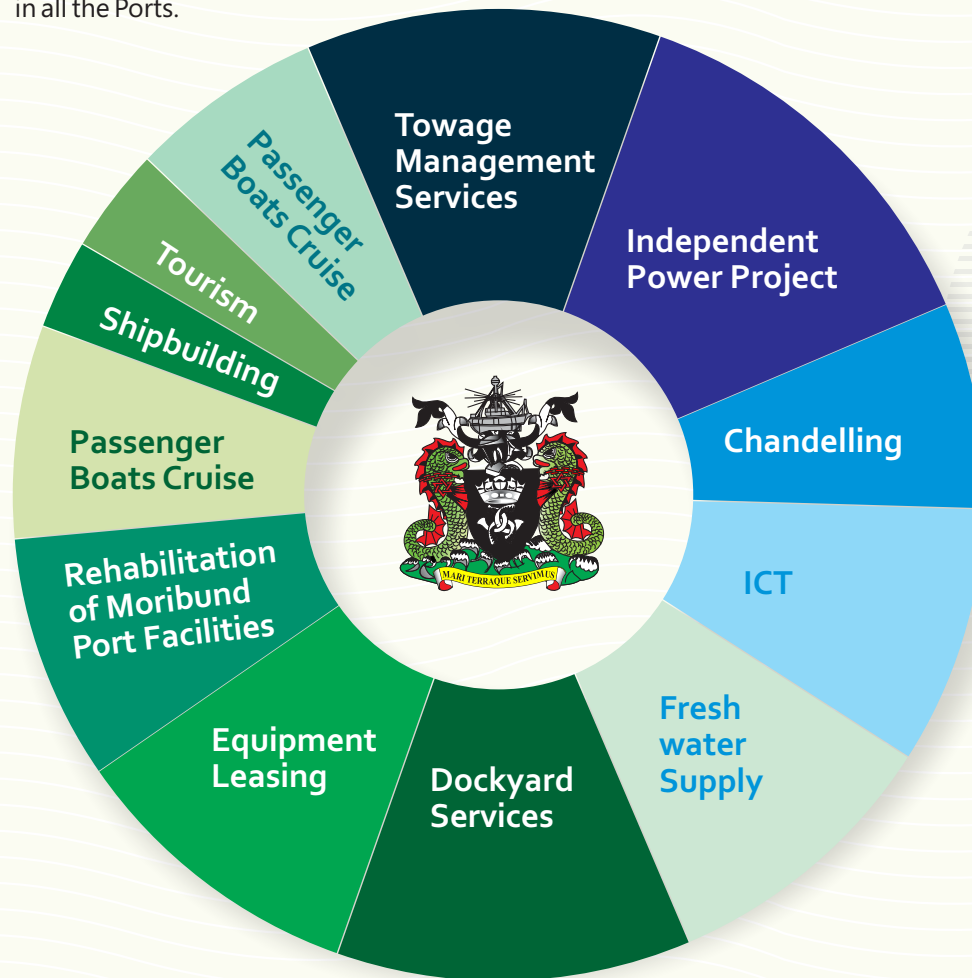 in all the Ports.
Towage
Management
Services
Independent
Power Project
Chandelling
ICT
Fresh
water
Supply
Dockyard
Services
Equipment
Leasing
Rehabilitation
of Moribund
Port Facilities
Passenger
Boats Cruise
Shipbuilding
Tourism
Passenger
Boats Cruise
MARI TERRAQUE SERVIMUS